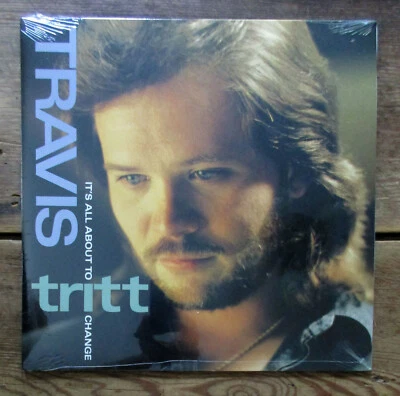 TRAVIS
tritt
IT'S ALL ABOUT TO CHANGE